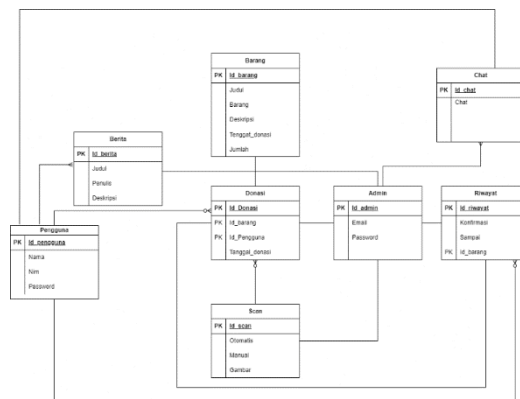 Barang
PK Id_barang
Judul
Barang
Deskripsi
Tenggat_donasi
Jumlah
Chat
PK Id_chat
Chat
Berita
PK Id_berita
Judul
Penulis
Deskripsi
Donasi
PK Id_Donasi
PK Id_barang
PK Id_Pengguna
Tanggal_donasi
Admin
PK Id_admin
Email
Password
Riwayat
PK Id_riwayat
Konfirmasi
Sampai
PK Id_barang
Pengguna
PK Id_pengguna
Nama
Nim
Password
Scan
PK Id_scan
Otomatis
Manual
Gambar